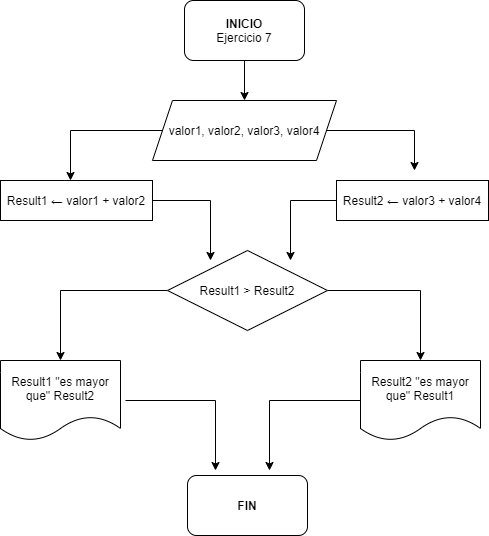 INICIO
Ejercicio 7
valor1, valor2, valor3, valor4
Result1 ← valor1 + valor2
Result2 ← valor3 + valor4
Result1 > Result2
Result1 "es mayor
que" Result2
Result2 "es mayor
que" Result1
FIN